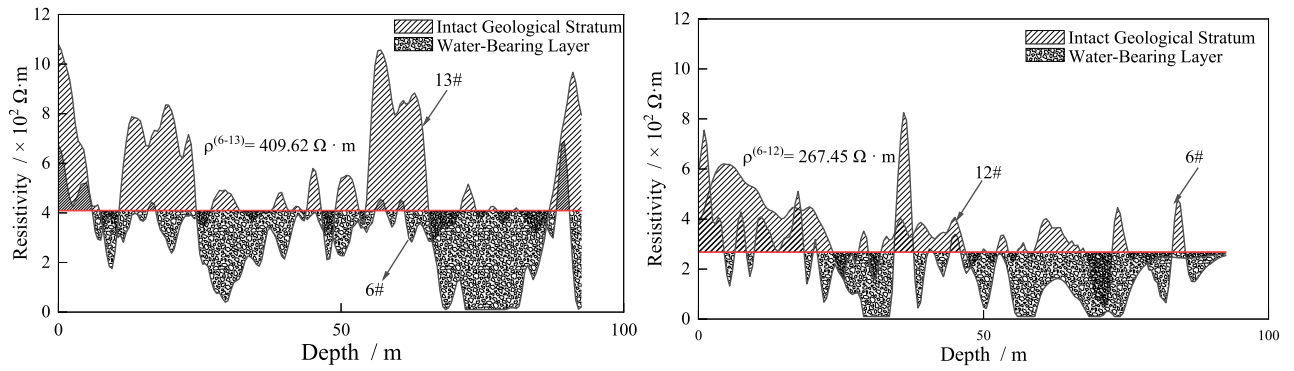 12
10
8
6
4
2
0
Resistivity / × 10² Ω·m
Intact Geological Stratum
Water-Bearing Layer
13#
ρ⁽⁶⁻¹³⁾= 409.62 Ω · m
6#
0
50
100
Depth / m
12
10
8
6
4
2
0
Resistivity / × 10² Ω·m
Intact Geological Stratum
Water-Bearing Layer
ρ⁽⁶⁻¹²⁾= 267.45 Ω · m
12#
6#
0
50
100
Depth / m